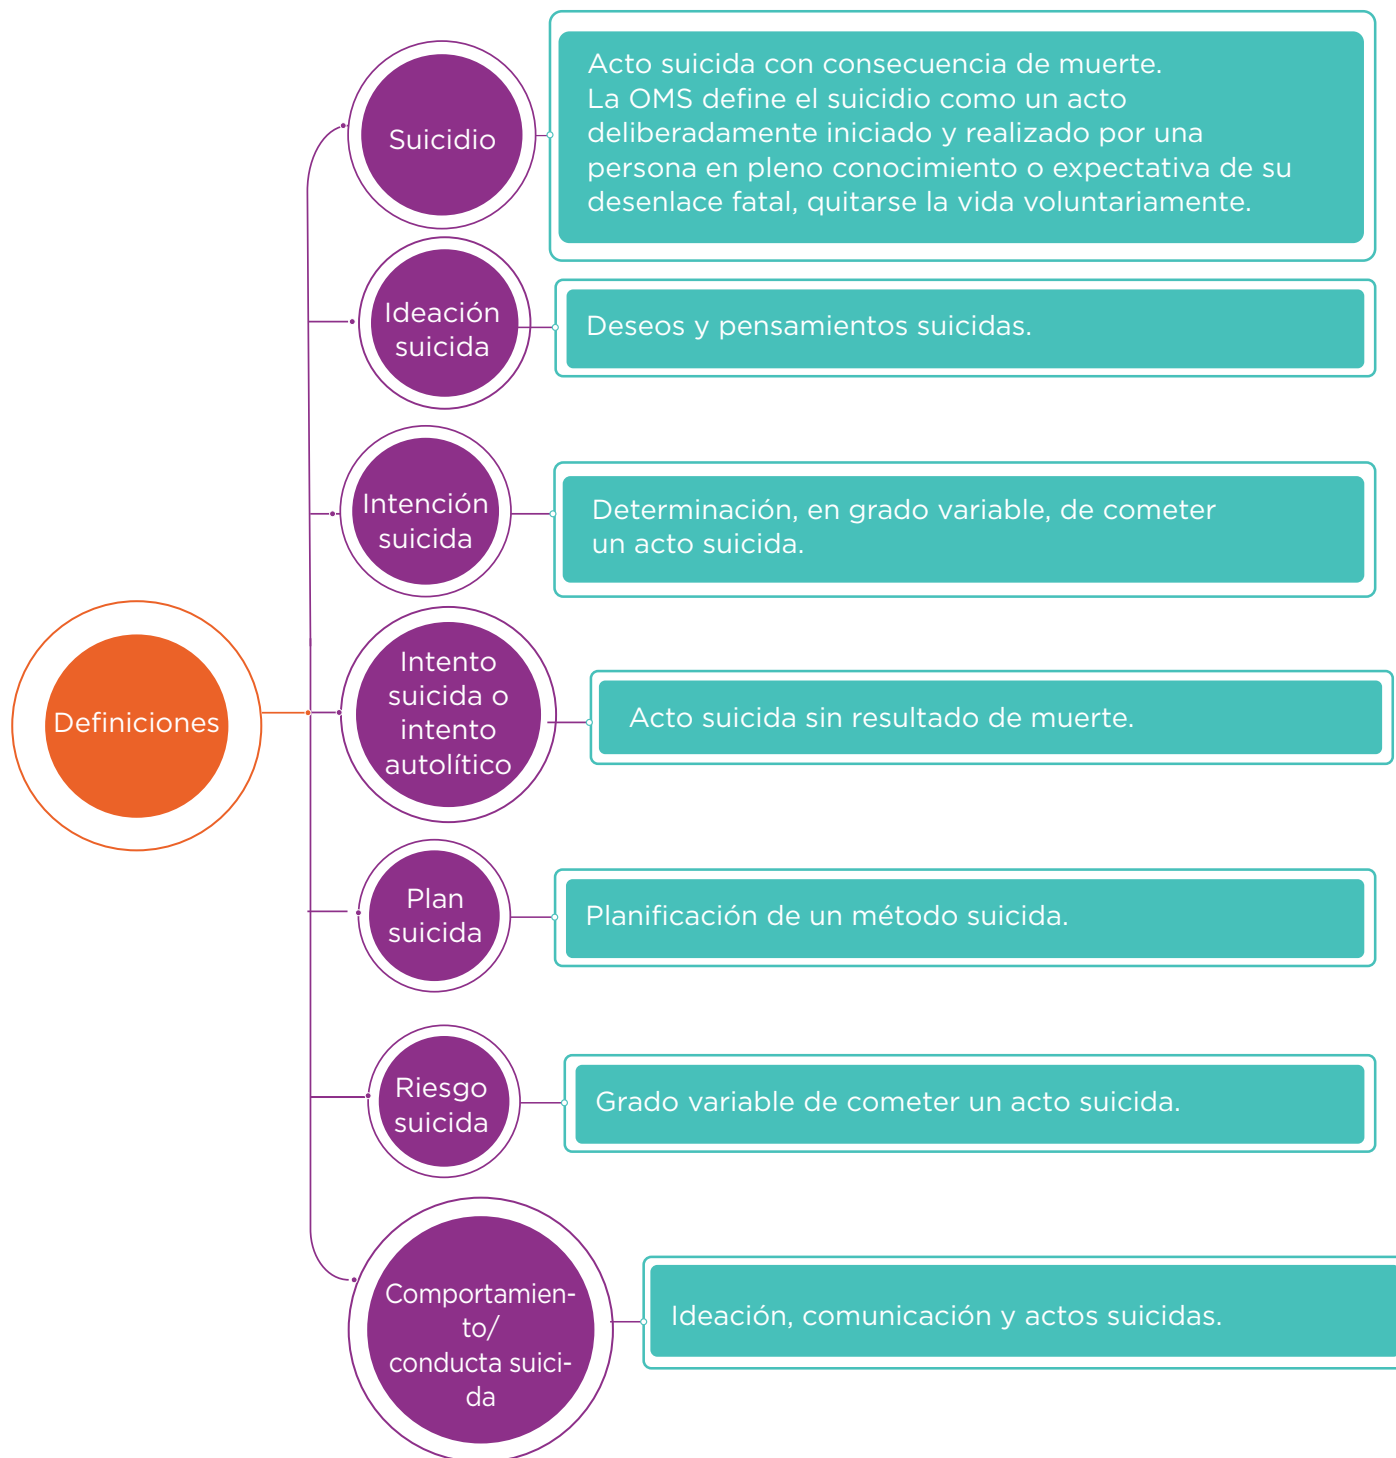 Suicidio
Acto suicida con consecuencia de muerte.
La OMS define el suicidio como un acto
deliberadamente iniciado y realizado por una
persona en pleno conocimiento o expectativa de su
desenlace fatal, quitarse la vida voluntariamente.
Ideación
suicida
Deseos y pensamientos suicidas.
Intención
suicida
Determinación, en grado variable, de cometer
un acto suicida.
Definiciones
Intento
suicida o
intento
autolítico
Acto suicida sin resultado de muerte.
Plan
suicida
Planificación de un método suicida.
Riesgo
suicida
Grado variable de cometer un acto suicida.
Comportamien-
to/
conducta suici-
da
Ideación, comunicación y actos suicidas.